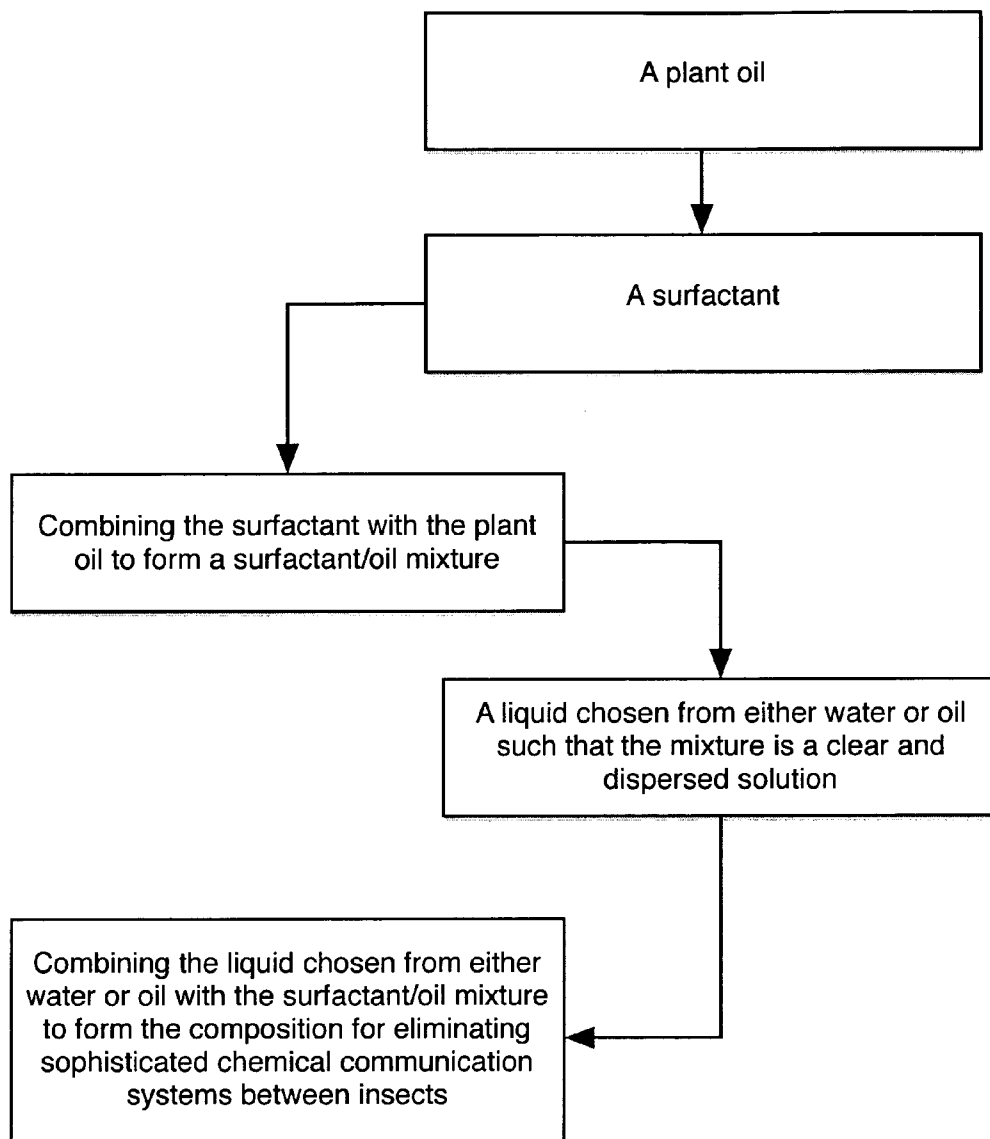 A plant oil
A surfactant
Combining the surfactant with the plant
oil to form a surfactant/oil mixture
A liquid chosen from either water or oil
such that the mixture is a clear and
dispersed solution
Combining the liquid chosen from either
water or oil with the surfactant/oil mixture
to form the composition for eliminating
sophisticated chemical communication
systems between insects